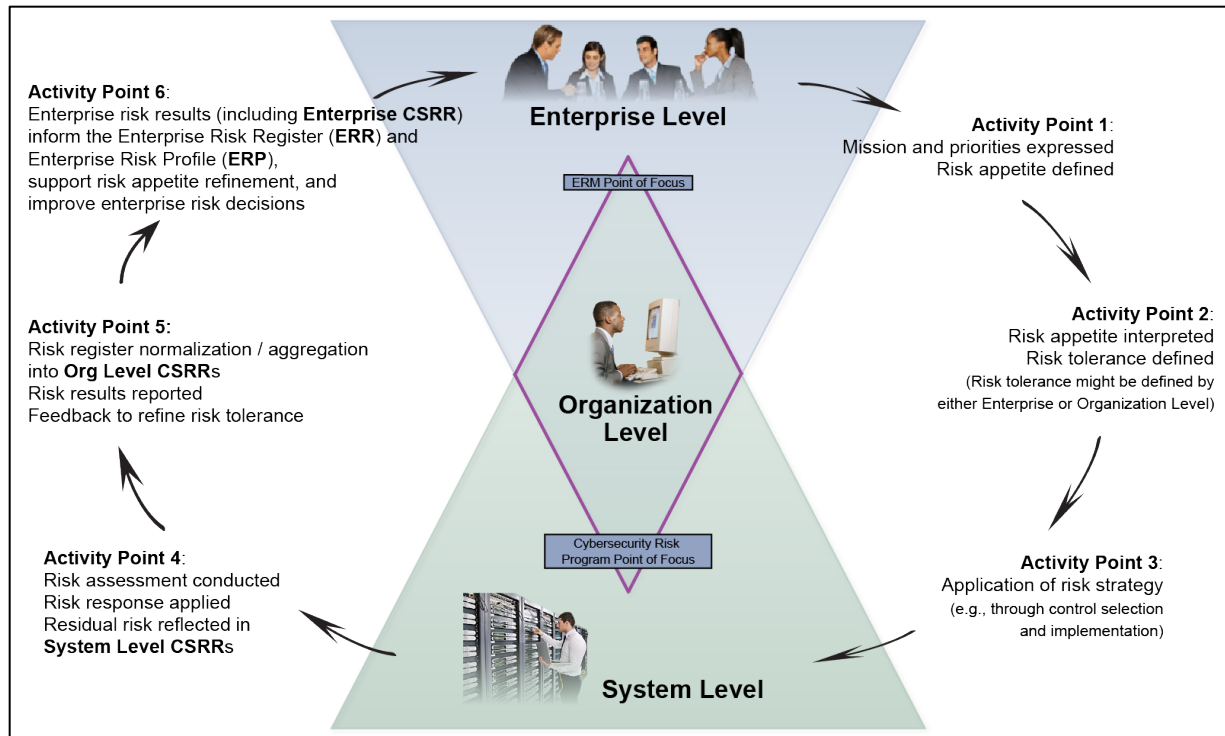 Enterprise Level
ERM Point of Focus
Organization
Level
Cybersecurity Risk
Program Point of Focus
System Level
Activity Point 1:
Mission and priorities expressed
Risk appetite defined
Activity Point 2:
Risk appetite interpreted
Risk tolerance defined
(Risk tolerance might be defined by
either Enterprise or Organization Level)
Activity Point 3:
Application of risk strategy
(e.g., through control selection
and implementation)
Activity Point 4:
Risk assessment conducted
Risk response applied
Residual risk reflected in
System Level CSRRs
Activity Point 5:
Risk register normalization / aggregation
into Org Level CSRRs
Risk results reported
Feedback to refine risk tolerance
Activity Point 6:
Enterprise risk results (including Enterprise CSRR)
inform the Enterprise Risk Register (ERR) and
Enterprise Risk Profile (ERP),
support risk appetite refinement, and
improve enterprise risk decisions